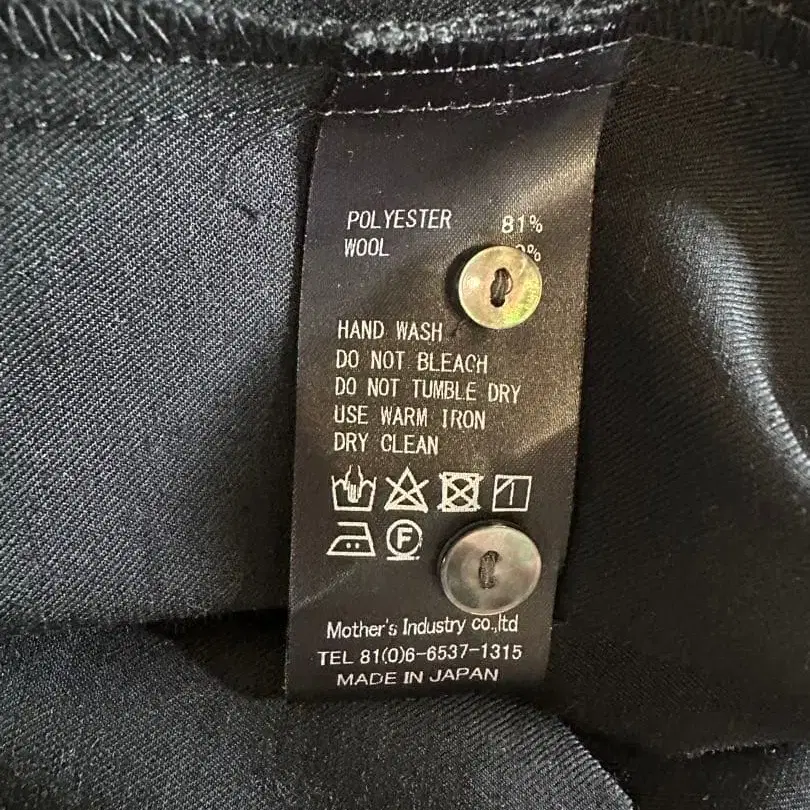 POLYESTER 81%
WOOL
HAND WASH
DO NOT BLEACH
DO NOT TUMBLE DRY
USE WARM IRON
DRY CLEAN
F
Mother's Industry co.,ltd
TEL 81(0)6-6537-1315
MADE IN JAPAN